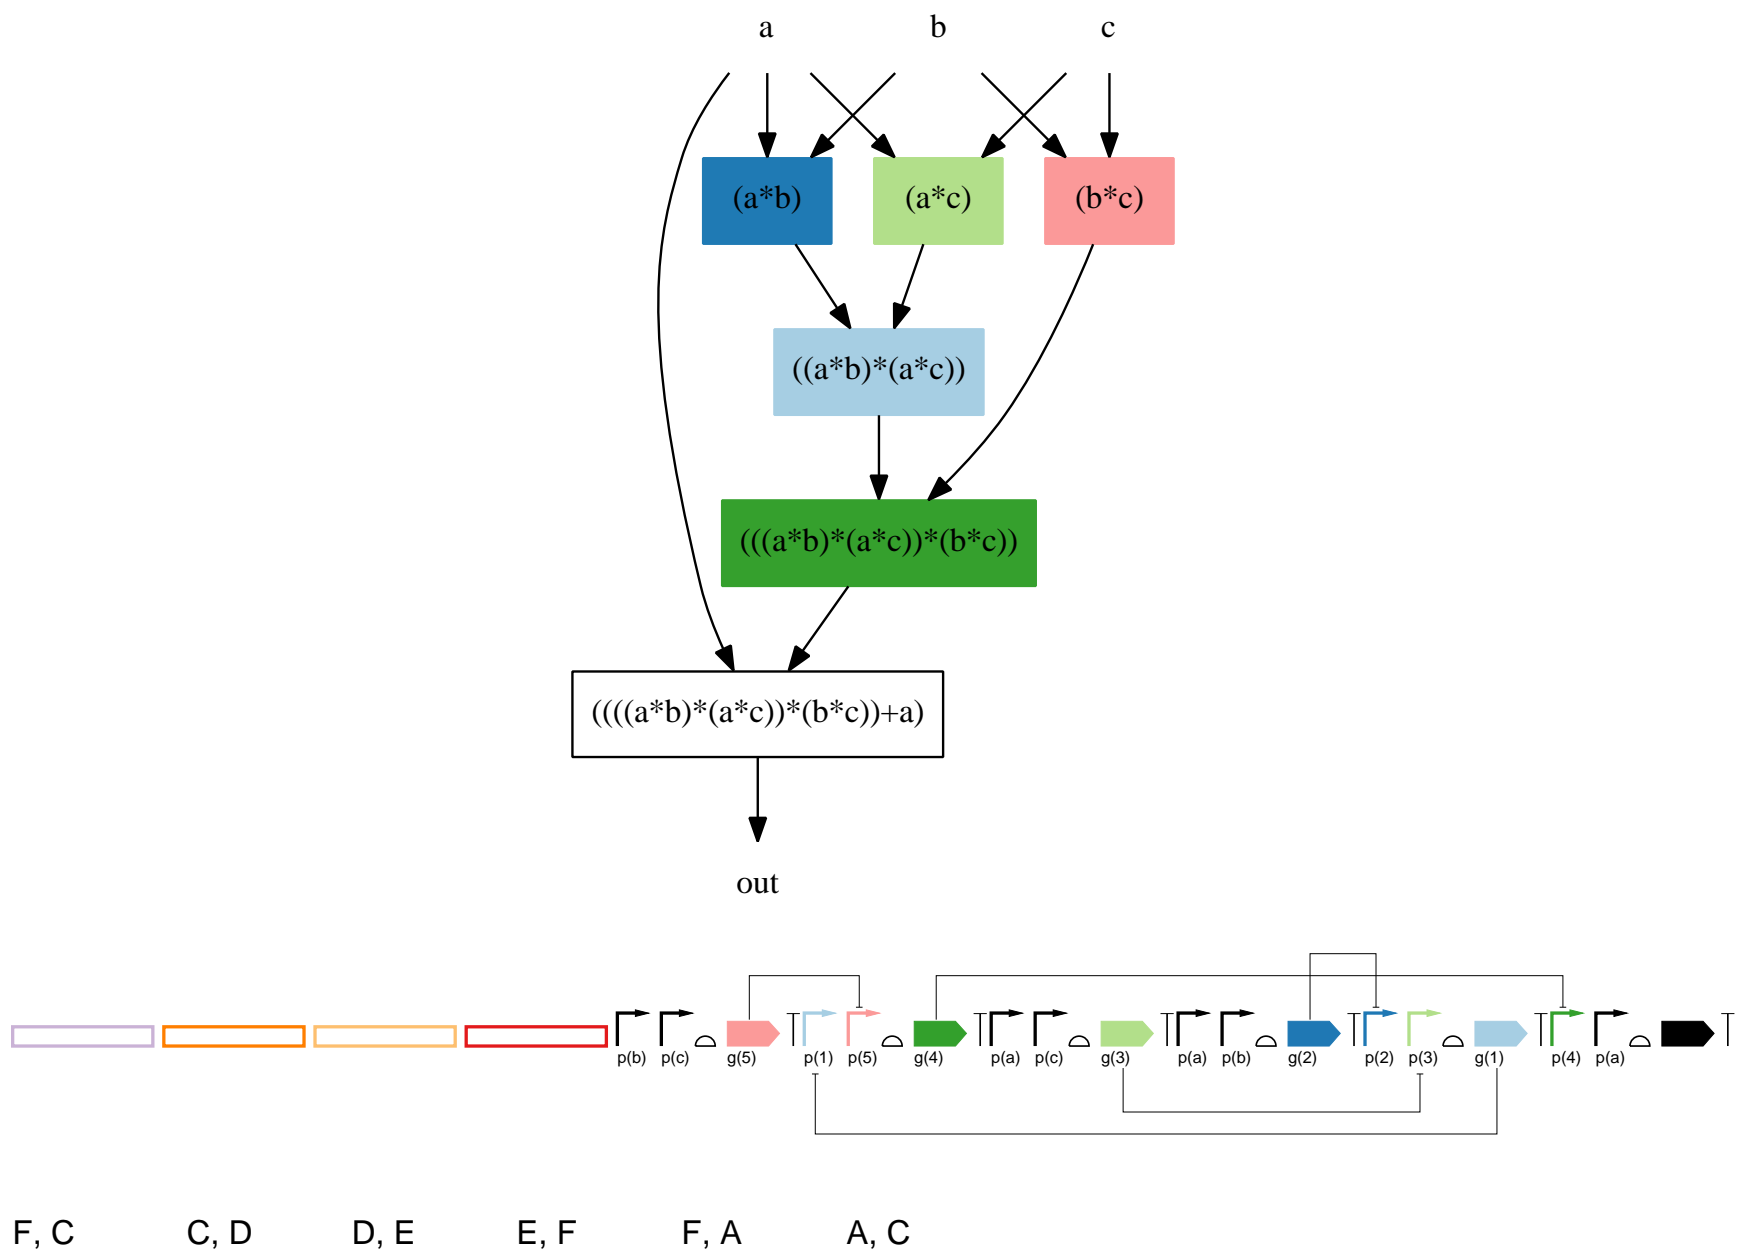 a b c
(a*b) (a*c) (b*c)
((a*b)*(a*c))
(((a*b)*(a*c))*(b*c))
((((a*b)*(a*c))*(b*c))+a)
out
p(b) p(c) g(5) p(1) p(5) g(4) p(a) p(c) g(3) p(a) p(b) g(2) p(2) p(3) g(1) p(4) p(a)
F, C C, D D, E E, F F, A A, C